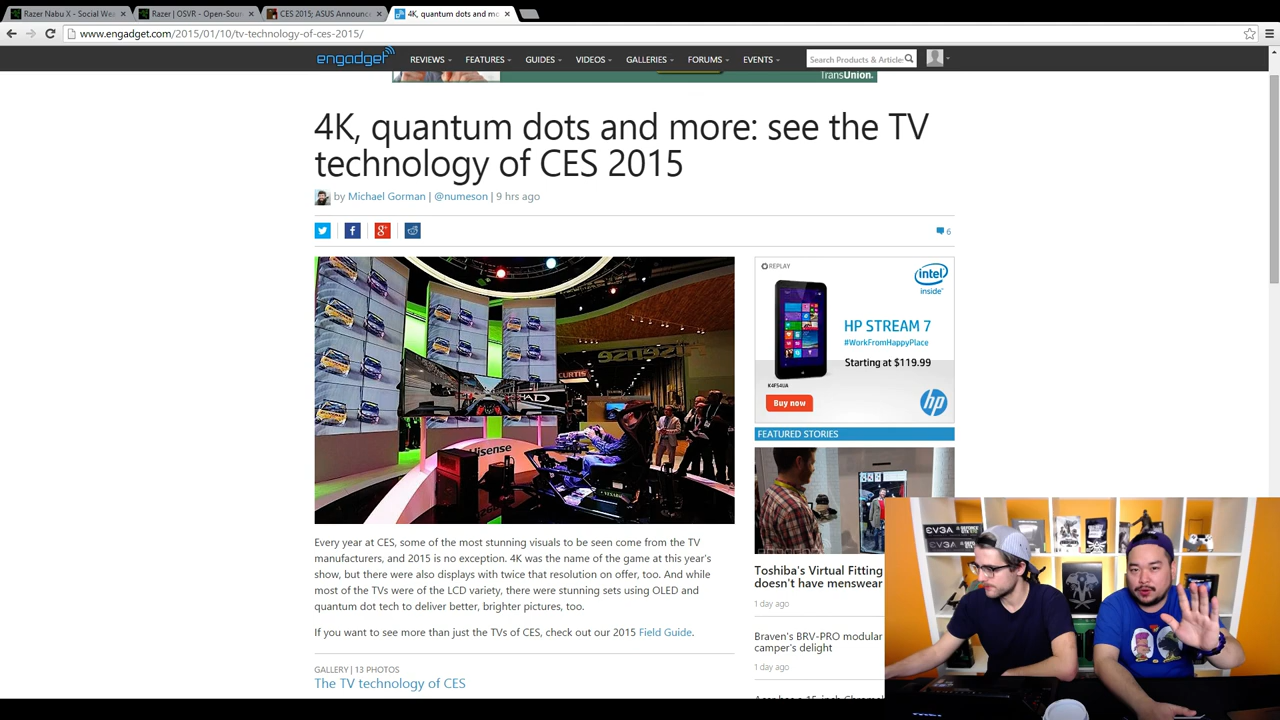 Razer Nabu X - Social Wea
Razer | OSVR - Open-Sour
CES 2015; ASUS Announce
4K, quantum dots and mo
www.engadget.com/2015/01/10/tv-technology-of-ces-2015/
engadget
REVIEWS
FEATURES
GUIDES
VIDEOS
GALLERIES
FORUMS
EVENTS
Search Products & Articles
TransUnion.
4K, quantum dots and more: see the TV
technology of CES 2015
by Michael Gorman | @numeson | 9 hrs ago
6
REPLAY
intel
inside
HP STREAM 7
#WorkFromHappyPlace
Starting at $119.99
K4F54UA
Buy now
hp
Hisense
CURTIS
FEATURED STORIES
Every year at CES, some of the most stunning visuals to be seen come from the TV
manufacturers, and 2015 is no exception. 4K was the name of the game at this year's
show, but there were also displays with twice that resolution on offer, too. And while
most of the TVs were of the LCD variety, there were stunning sets using OLED and
quantum dot tech to deliver better, brighter pictures, too.
If you want to see more than just the TVs of CES, check out our 2015 Field Guide.
GALLERY | 13 PHOTOS
The TV technology of CES
Toshiba's Virtual Fitting
doesn't have menswear
1 day ago
Braven's BRV-PRO modular
camper's delight
1 day ago
EVGA